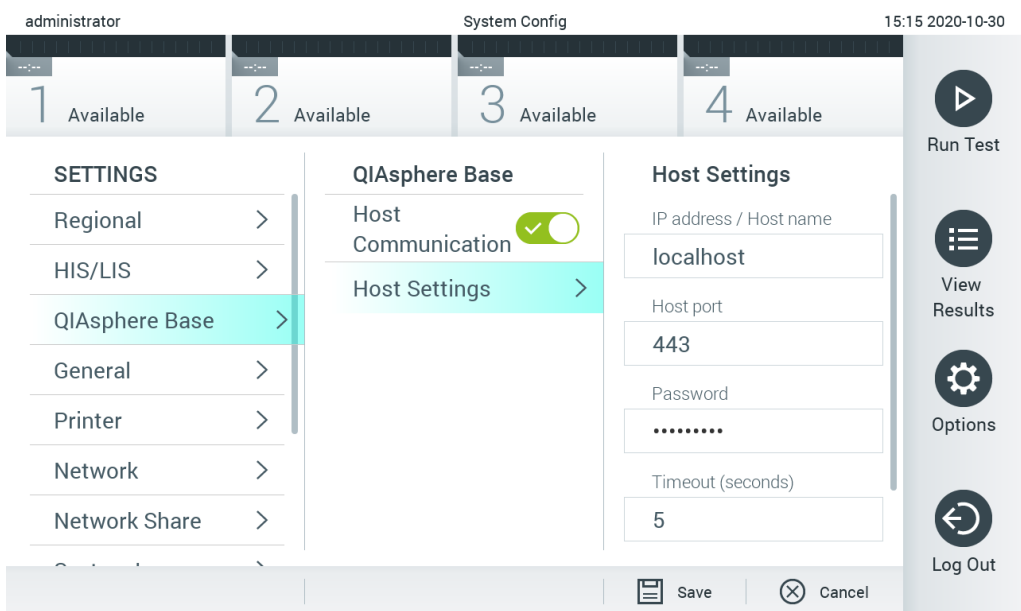 administrator
System Config
15:15 2020-10-30
--:--
--:--
--:--
--:--
1 Available
2 Available
3 Available
4 Available
Run Test
View
Results
Options
Log Out
SETTINGS
Regional
HIS/LIS
QIAsphere Base
General
Printer
Network
Network Share
QIAsphere Base
Host
Communication
Host Settings
Host Settings
IP address / Host name
localhost
Host port
443
Password
•••••••••
Timeout (seconds)
5
Save
Cancel